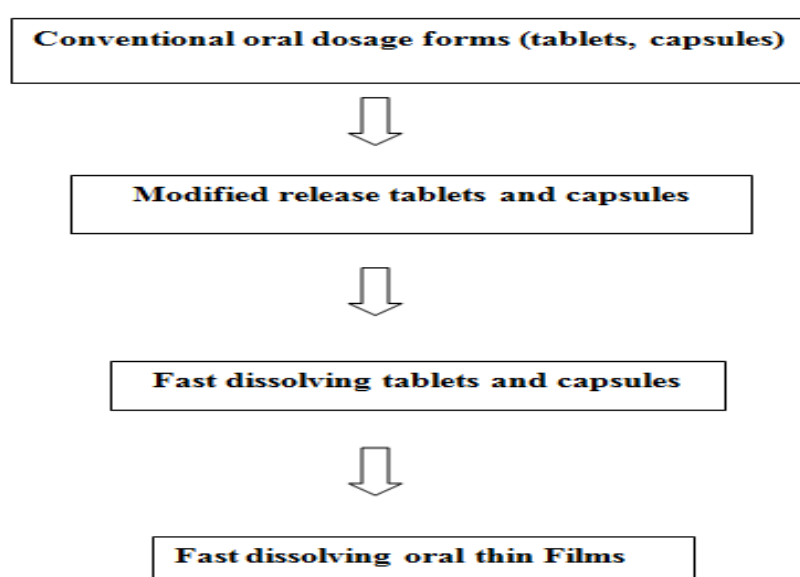 Conventional oral dosage forms (tablets, capsules)
Modified release tablets and capsules
Fast dissolving tablets and capsules
Fast dissolving oral thin Films